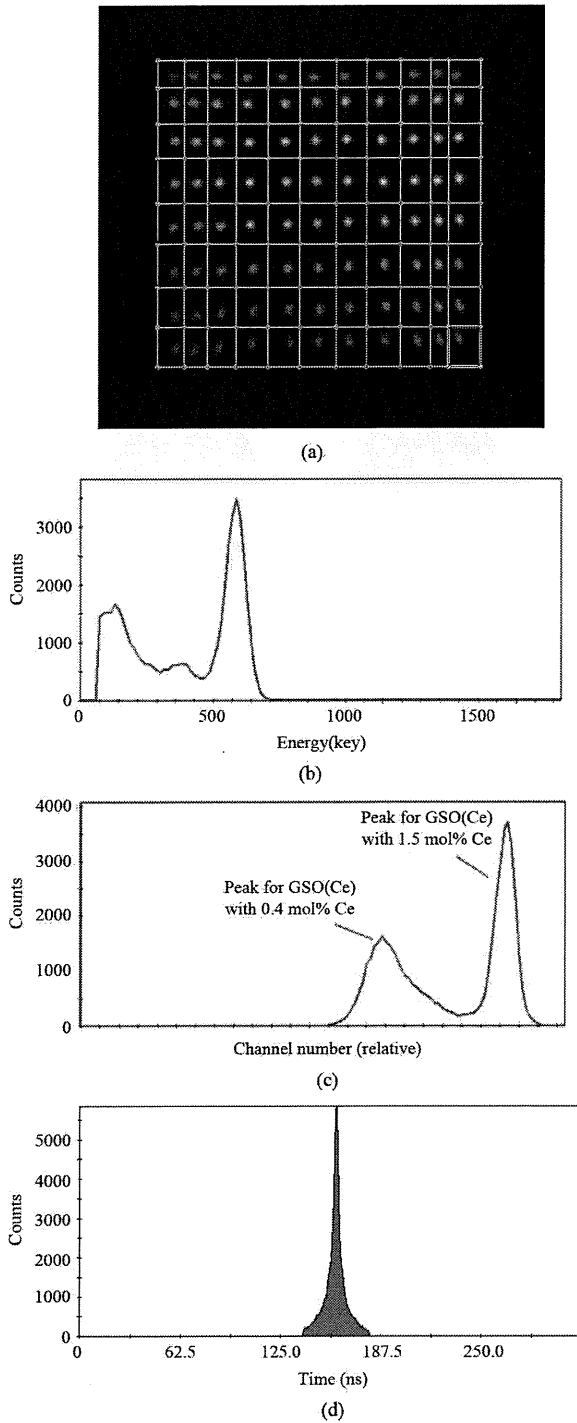 (a)
3000
2000
1000
0
Counts
0 500 1000 1500
Energy(key)
(b)
4000
3000
2000
1000
0
Counts
Peak for GSO(Ce)
with 1.5 mol% Ce
Peak for GSO(Ce)
with 0.4 mol% Ce
Channel number (relative)
(c)
5000
4000
3000
2000
1000
0
Counts
0 62.5 125.0 187.5 250.0
Time (ns)
(d)